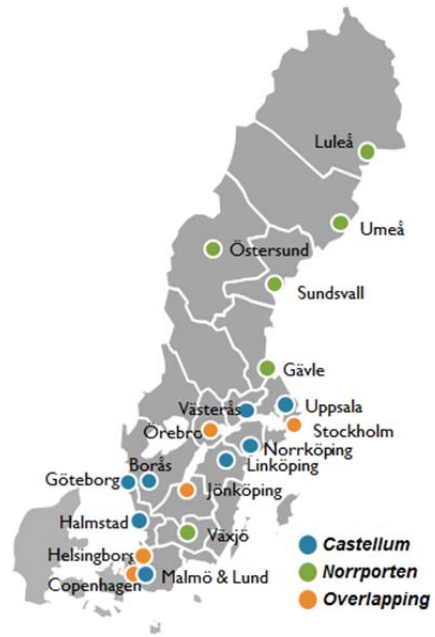 Luleå
Umeå
Östersund
Sundsvall
Gävle
Västerås
Uppsala
Örebro
Stockholm
Norrköping
Borås
Linköping
Göteborg
Jönköping
Halmstad
Växjö
Castellum
Helsingborg
Norrporten
Copenhagen
Malmö & Lund
Overlapping